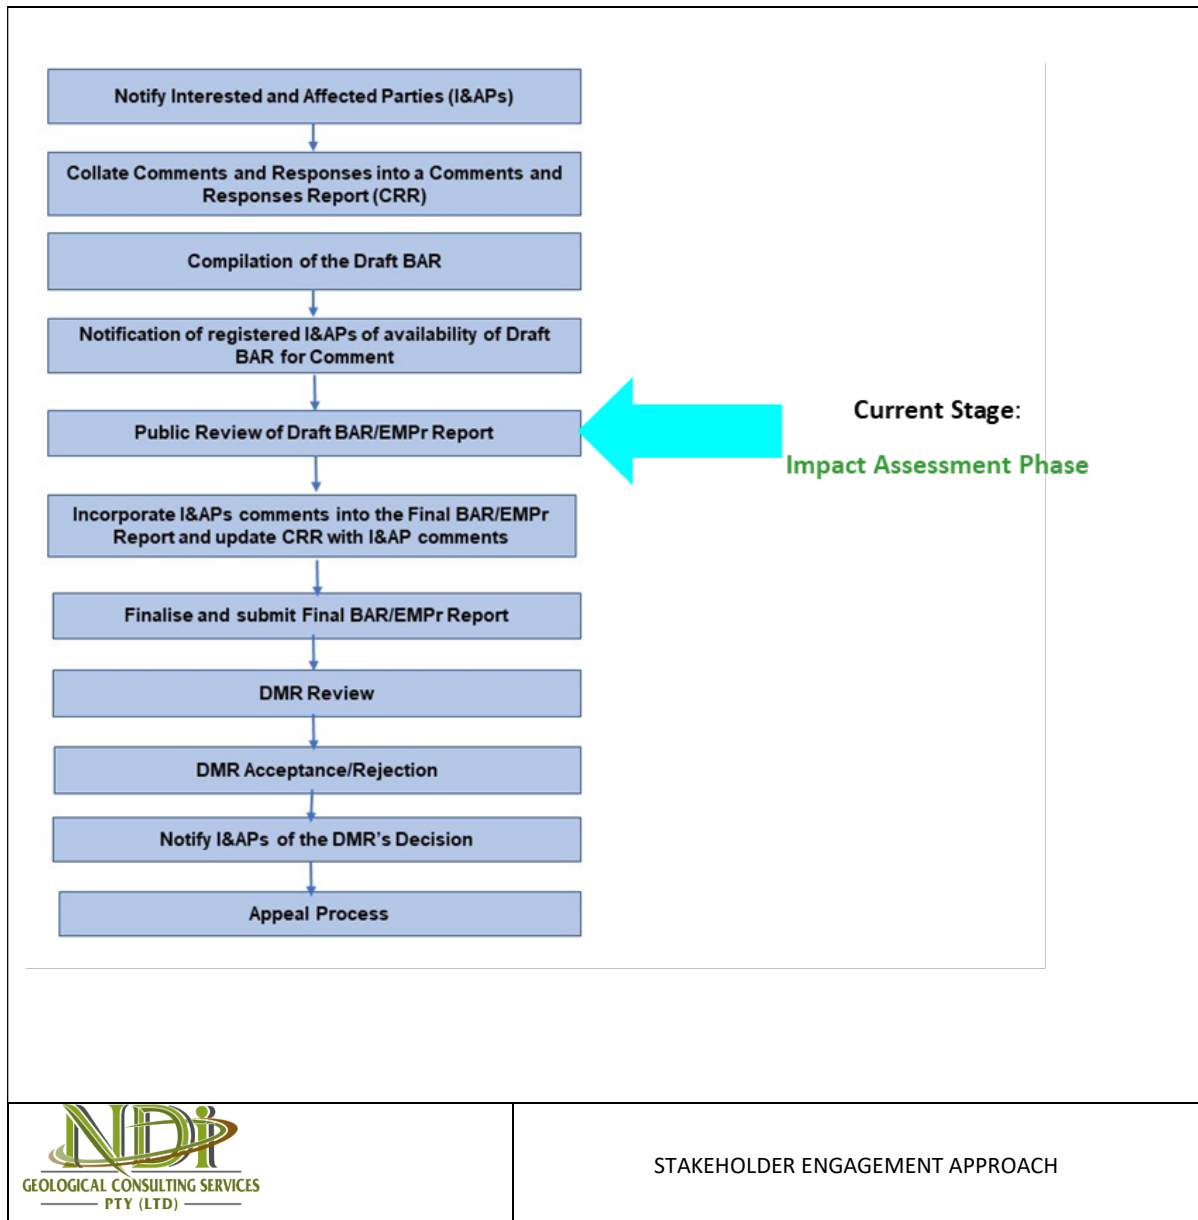 Notify Interested and Affected Parties (I&APs)
Collate Comments and Responses into a Comments and
Responses Report (CRR)
Compilation of the Draft BAR
Notification of registered I&APs of availability of Draft
BAR for Comment
Public Review of Draft BAR/EMPr Report
Current Stage:
Impact Assessment Phase
Incorporate I&APs comments into the Final BAR/EMPr
Report and update CRR with I&AP comments
Finalise and submit Final BAR/EMPr Report
DMR Review
DMR Acceptance/Rejection
Notify I&APs of the DMR's Decision
Appeal Process
NDi
GEOLOGICAL CONSULTING SERVICES
PTY (LTD)
STAKEHOLDER ENGAGEMENT APPROACH